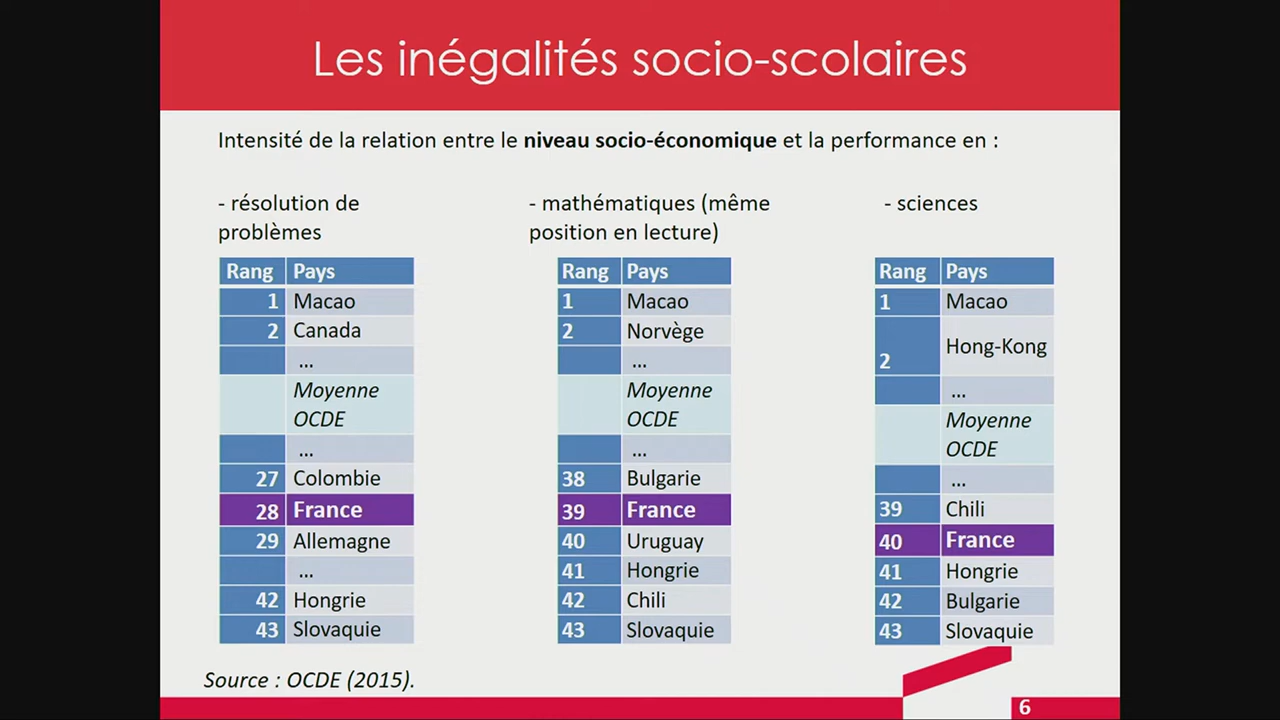 Les inégalités socio-scolaires
Intensité de la relation entre le niveau socio-économique et la performance en :
- résolution de
problèmes
Rang Pays
1 Macao
2 Canada
...
Moyenne
OCDE
...
27 Colombie
28 France
29 Allemagne
...
42 Hongrie
43 Slovaquie
- mathématiques (même
position en lecture)
Rang Pays
1 Macao
2 Norvège
...
Moyenne
OCDE
...
38 Bulgarie
39 France
40 Uruguay
41 Hongrie
42 Chili
43 Slovaquie
- sciences
Rang Pays
1 Macao
2 Hong-Kong
...
Moyenne
OCDE
...
39 Chili
40 France
41 Hongrie
42 Bulgarie
43 Slovaquie
Source : OCDE (2015).
6